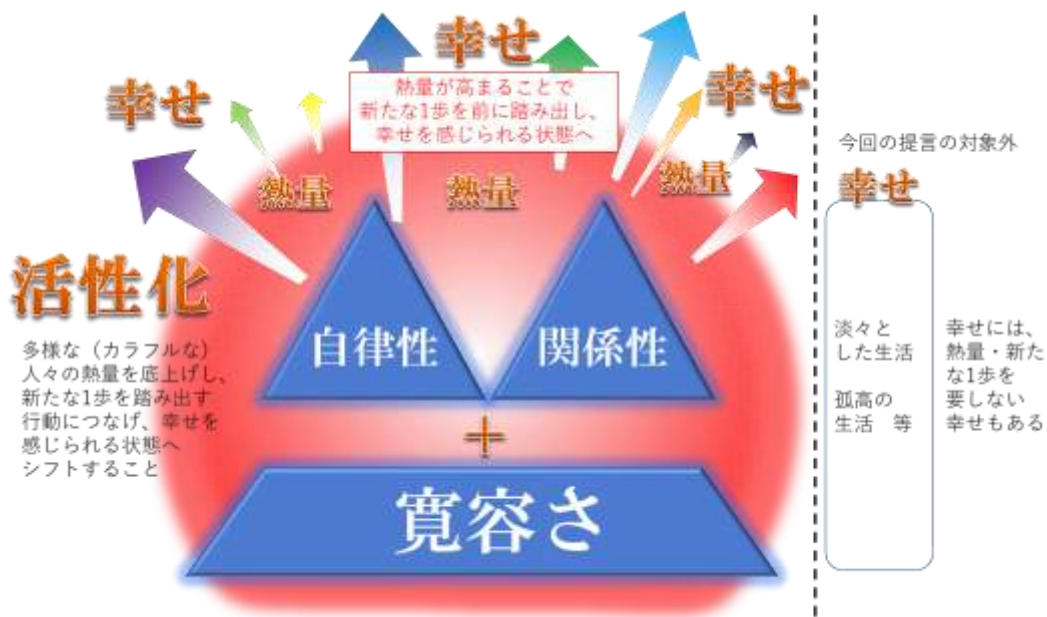 幸せ
幸せ
幸せ
熱量が高まることで
新たな1歩を前に踏み出し、
幸せを感じられる状態へ
熱量
熱量
熱量
活性化
多様な（カラフルな）
人々の熱量を底上げし、
新たな1歩を踏み出す
行動につなげ、幸せを
感じられる状態へ
シフトすること
自律性
関係性
＋
寛容さ
今回の提言の対象外
幸せ
淡々と
した生活
孤高の
生活　等
幸せには、
熱量・新た
な1歩を
要しない
幸せもある